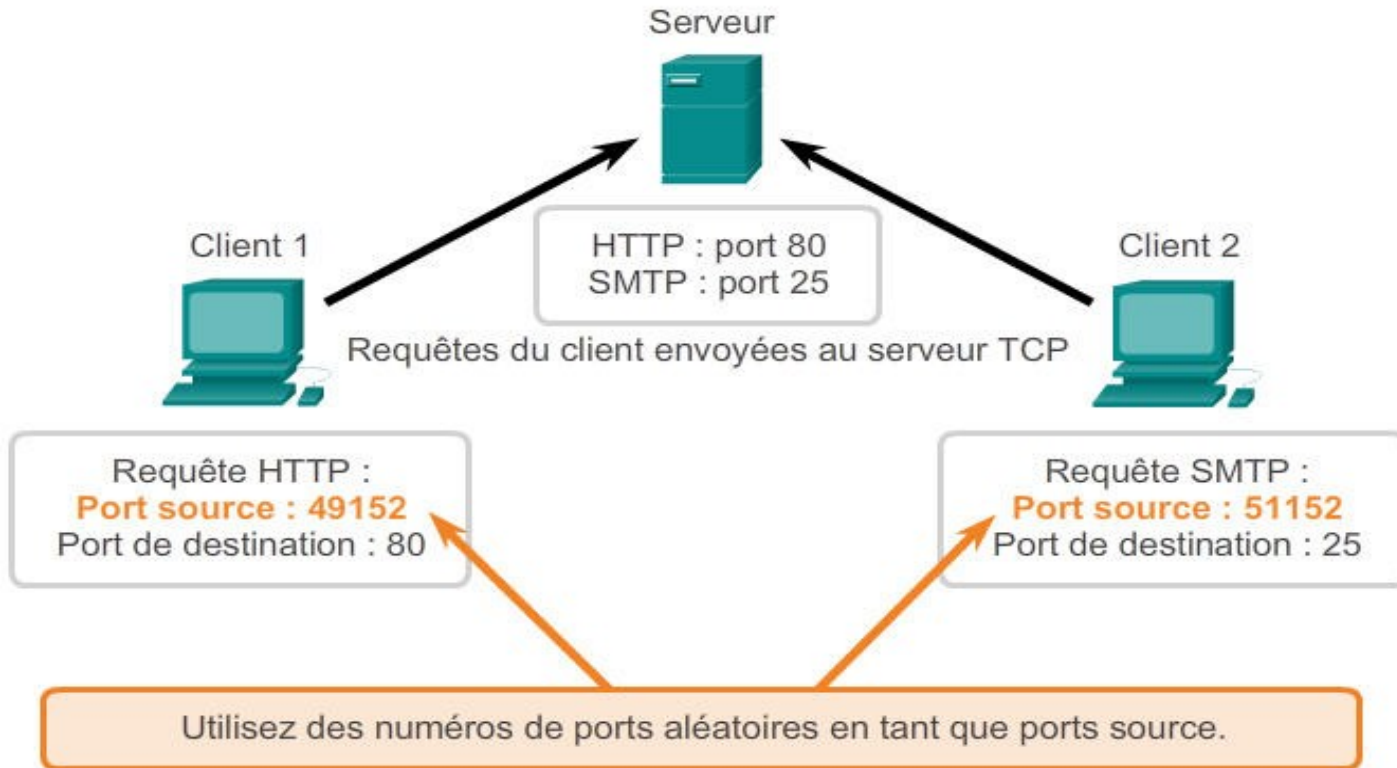 Serveur
Client 1
HTTP : port 80
SMTP : port 25
Client 2
Requêtes du client envoyées au serveur TCP
Requête HTTP :
Port source : 49152
Port de destination : 80
Requête SMTP :
Port source : 51152
Port de destination : 25
Utilisez des numéros de ports aléatoires en tant que ports source.